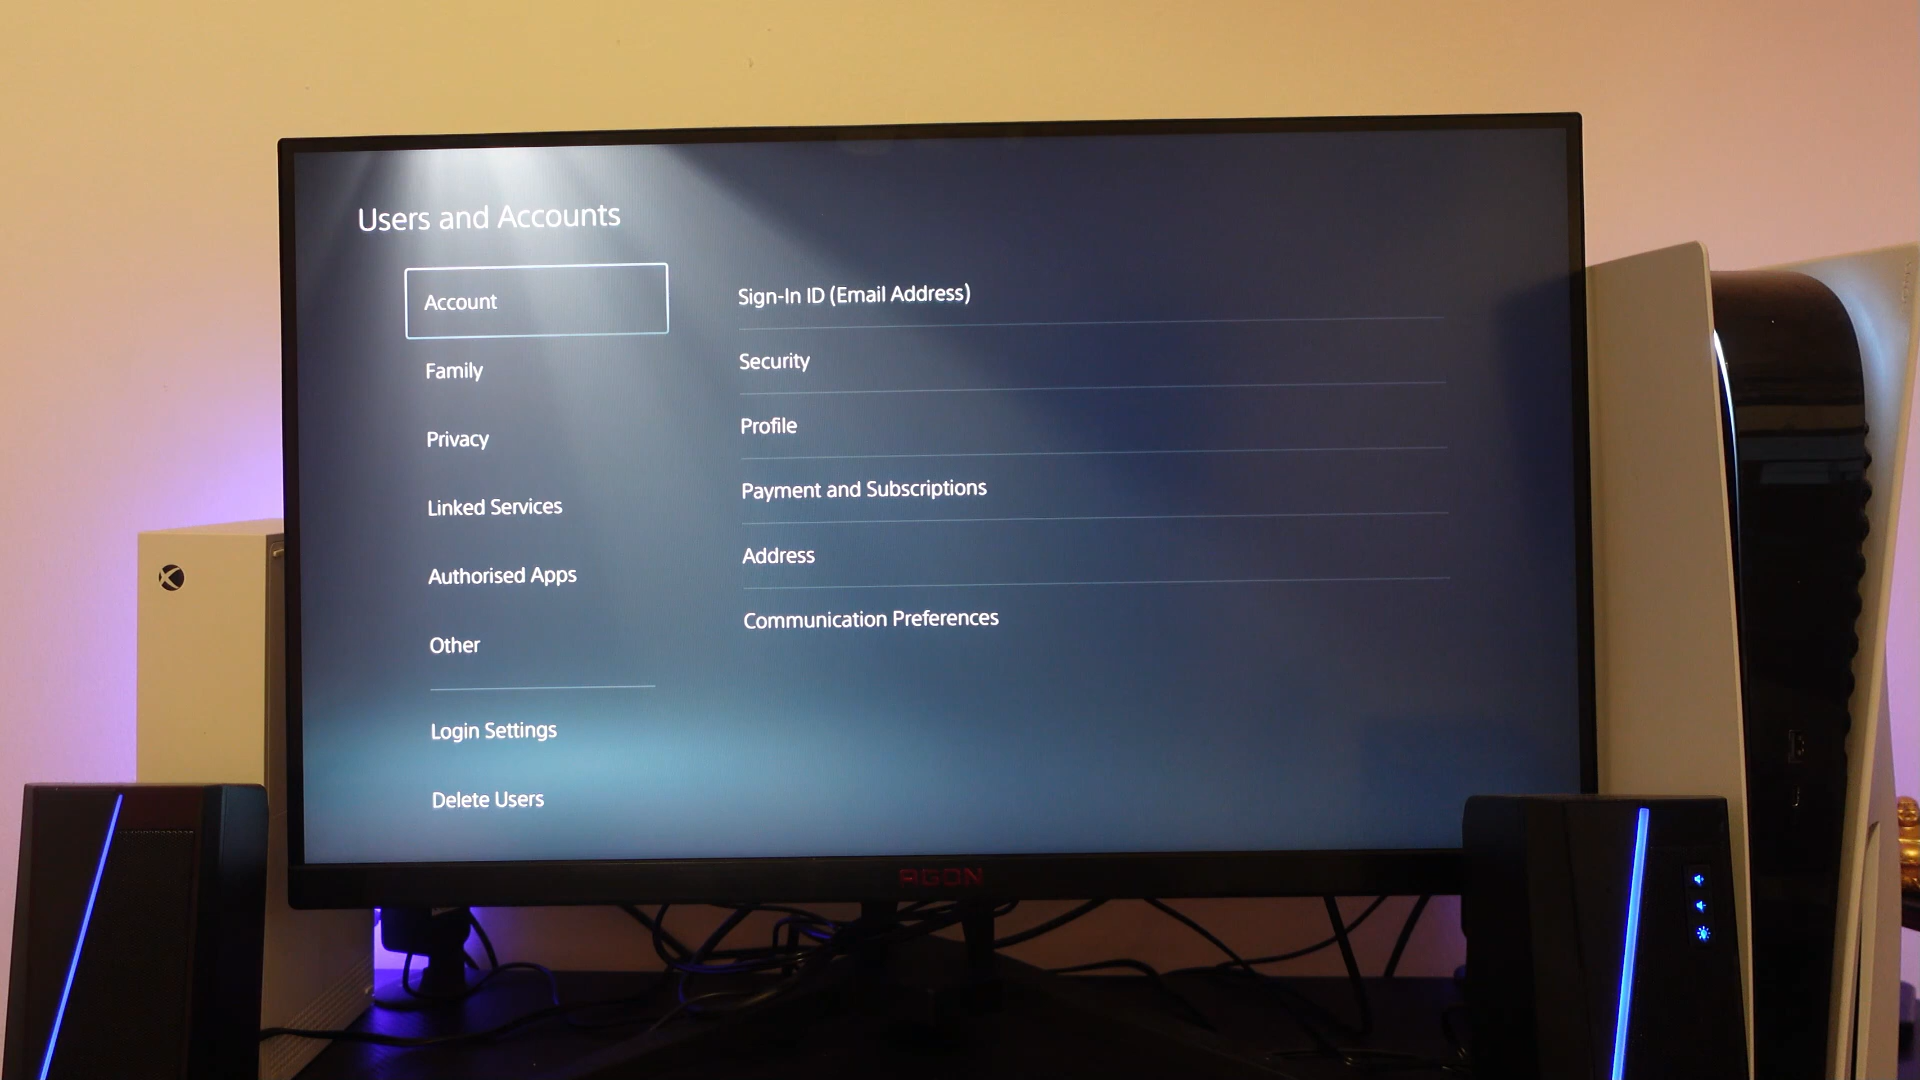 Users and Accounts
Account
Family
Privacy
Linked Services
Authorised Apps
Other
Login Settings
Delete Users
Sign-In ID (Email Address)
Security
Profile
Payment and Subscriptions
Address
Communication Preferences
AGON